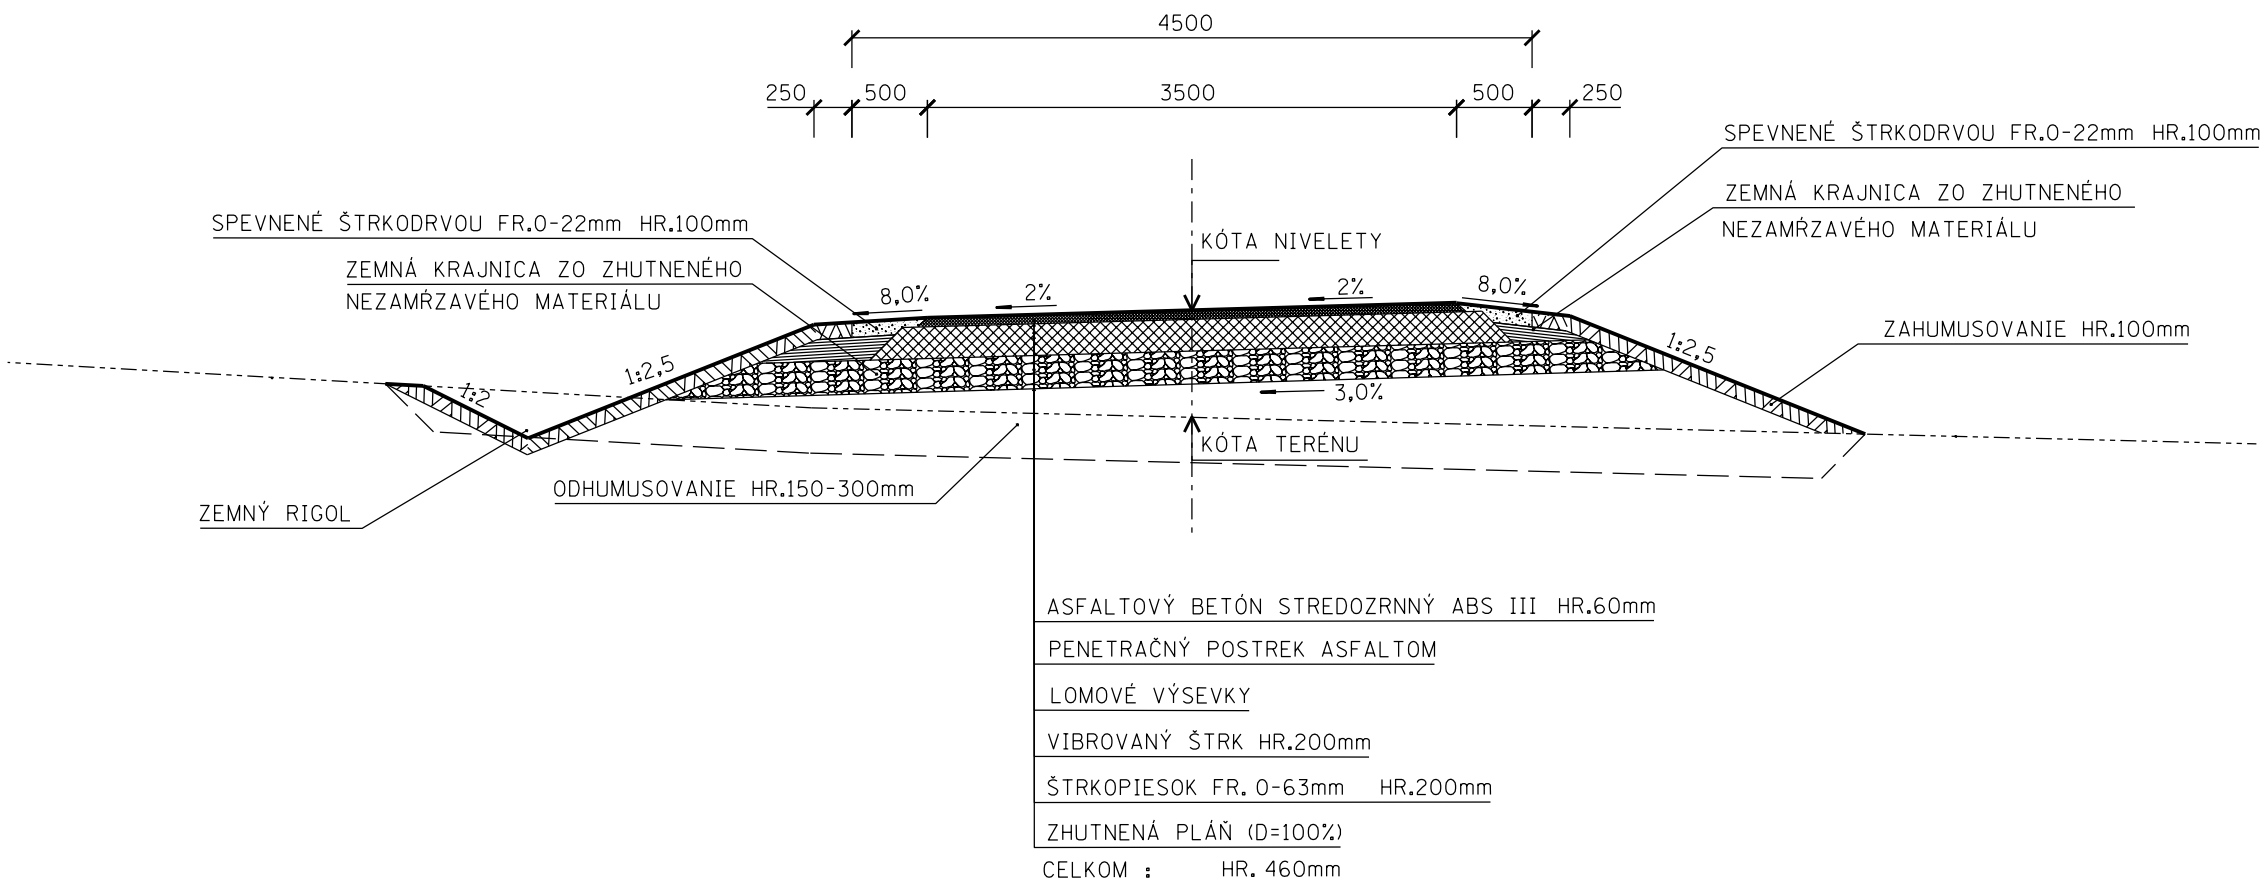 4500
250 500 3500 500 250
SPEVNENÉ ŠTRKODRVOU FR.0-22mm HR.100mm
ZEMNÁ KRAJNICA ZO ZHUTNENÉHO
NEZAMŔZAVÉHO MATERIÁLU
SPEVNENÉ ŠTRKODRVOU FR.0-22mm HR.100mm
KÓTA NIVELETY
ZEMNÁ KRAJNICA ZO ZHUTNENÉHO
NEZAMŔZAVÉHO MATERIÁLU
8,0% 2% 2% 8,0%
ZAHUMUSOVANIE HR.100mm
1:2 1:2,5 3,0% 1:2,5
KÓTA TERÉNU
ODHUMUSOVANIE HR.150-300mm
ZEMNÝ RIGOL
ASFALTOVÝ BETÓN STREDOZRNNÝ ABS III HR.60mm
PENETRAČNÝ POSTREK ASFALTOM
LOMOVÉ VÝSEVKY
VIBROVANÝ ŠTRK HR.200mm
ŠTRKOPIESOK FR. 0-63mm HR.200mm
ZHUTNENÁ PLÁŇ (D=100%)
CELKOM : HR. 460mm